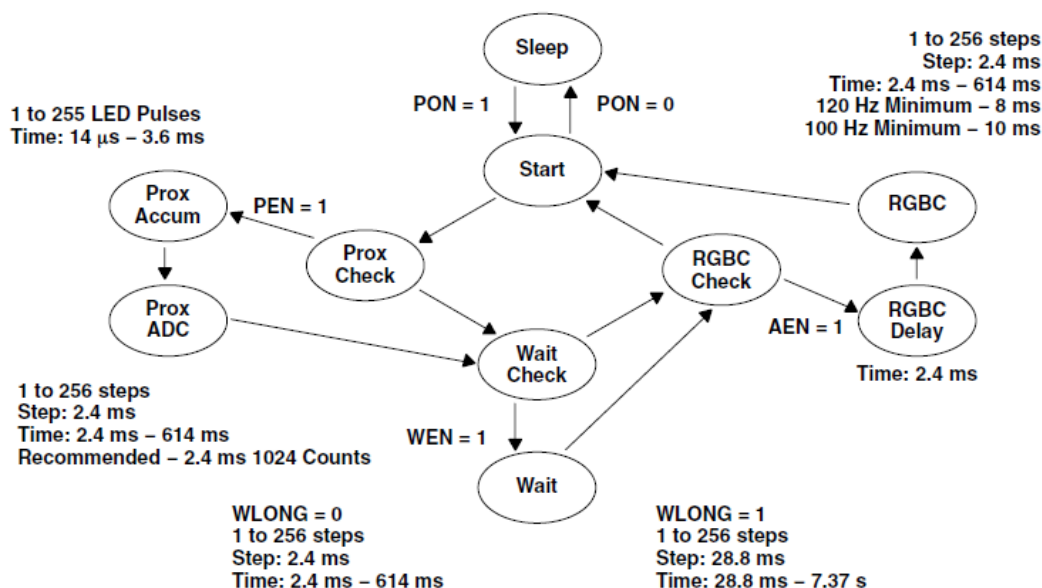 Sleep
1 to 256 steps
Step: 2.4 ms
Time: 2.4 ms – 614 ms
120 Hz Minimum – 8 ms
100 Hz Minimum – 10 ms
PON = 1
PON = 0
1 to 255 LED Pulses
Time: 14 μs – 3.6 ms
Start
Prox
Accum
PEN = 1
RGBC
Prox
Check
RGBC
Check
Prox
ADC
AEN = 1
RGBC
Delay
Wait
Check
Time: 2.4 ms
1 to 256 steps
Step: 2.4 ms
Time: 2.4 ms – 614 ms
Recommended – 2.4 ms 1024 Counts
WEN = 1
Wait
WLONG = 0
1 to 256 steps
Step: 2.4 ms
Time: 2.4 ms – 614 ms
WLONG = 1
1 to 256 steps
Step: 28.8 ms
Time: 28.8 ms – 7.37 s